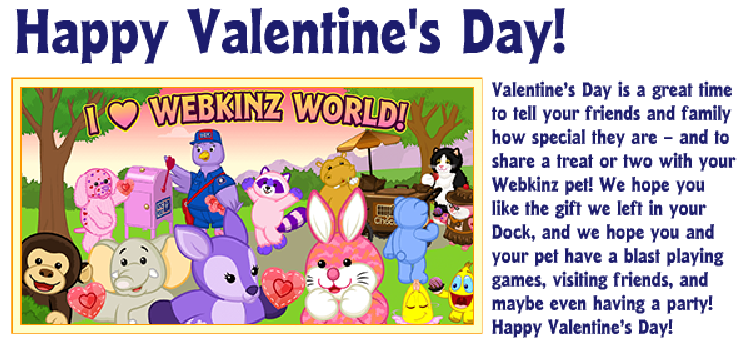 Happy Valentine's Day!
I ♥ WEBKINZ WORLD!
Valentine's Day is a great time
to tell your friends and family
how special they are – and to
share a treat or two with your
Webkinz pet! We hope you
like the gift we left in your
Dock, and we hope you and
your pet have a blast playing
games, visiting friends, and
maybe even having a party!
Happy Valentine's Day!